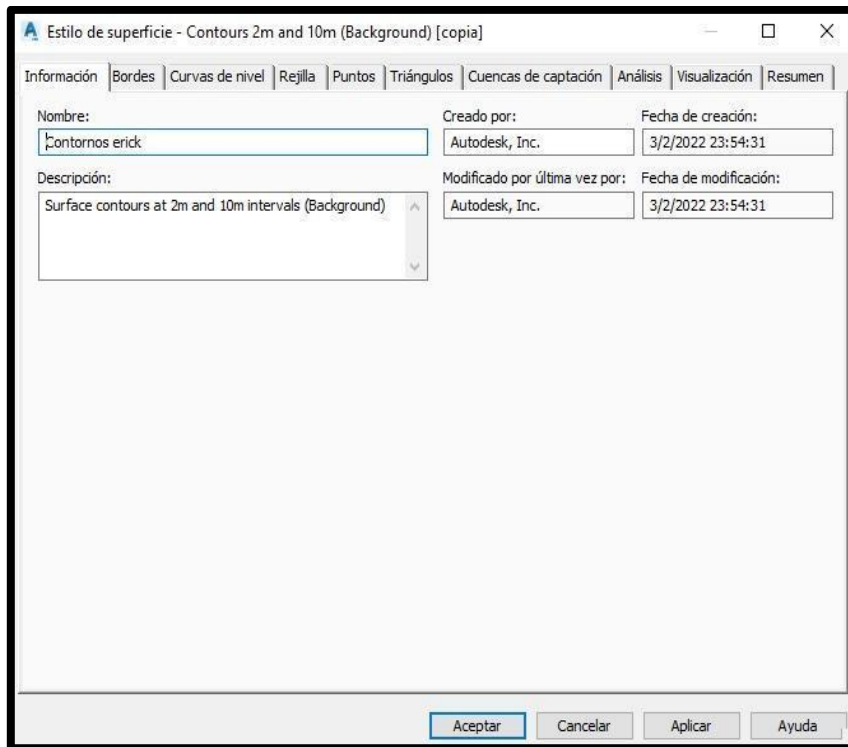 Estilo de superficie - Contours 2m and 10m (Background) [copia]
Información Bordes Curvas de nivel Rejilla Puntos Triángulos Cuencas de captación Análisis Visualización Resumen
Nombre: Creado por: Fecha de creación:
Contornos erick Autodesk, Inc. 3/2/2022 23:54:31
Descripción: Modificado por última vez por: Fecha de modificación:
Surface contours at 2m and 10m intervals (Background) Autodesk, Inc. 3/2/2022 23:54:31
Aceptar Cancelar Aplicar Ayuda